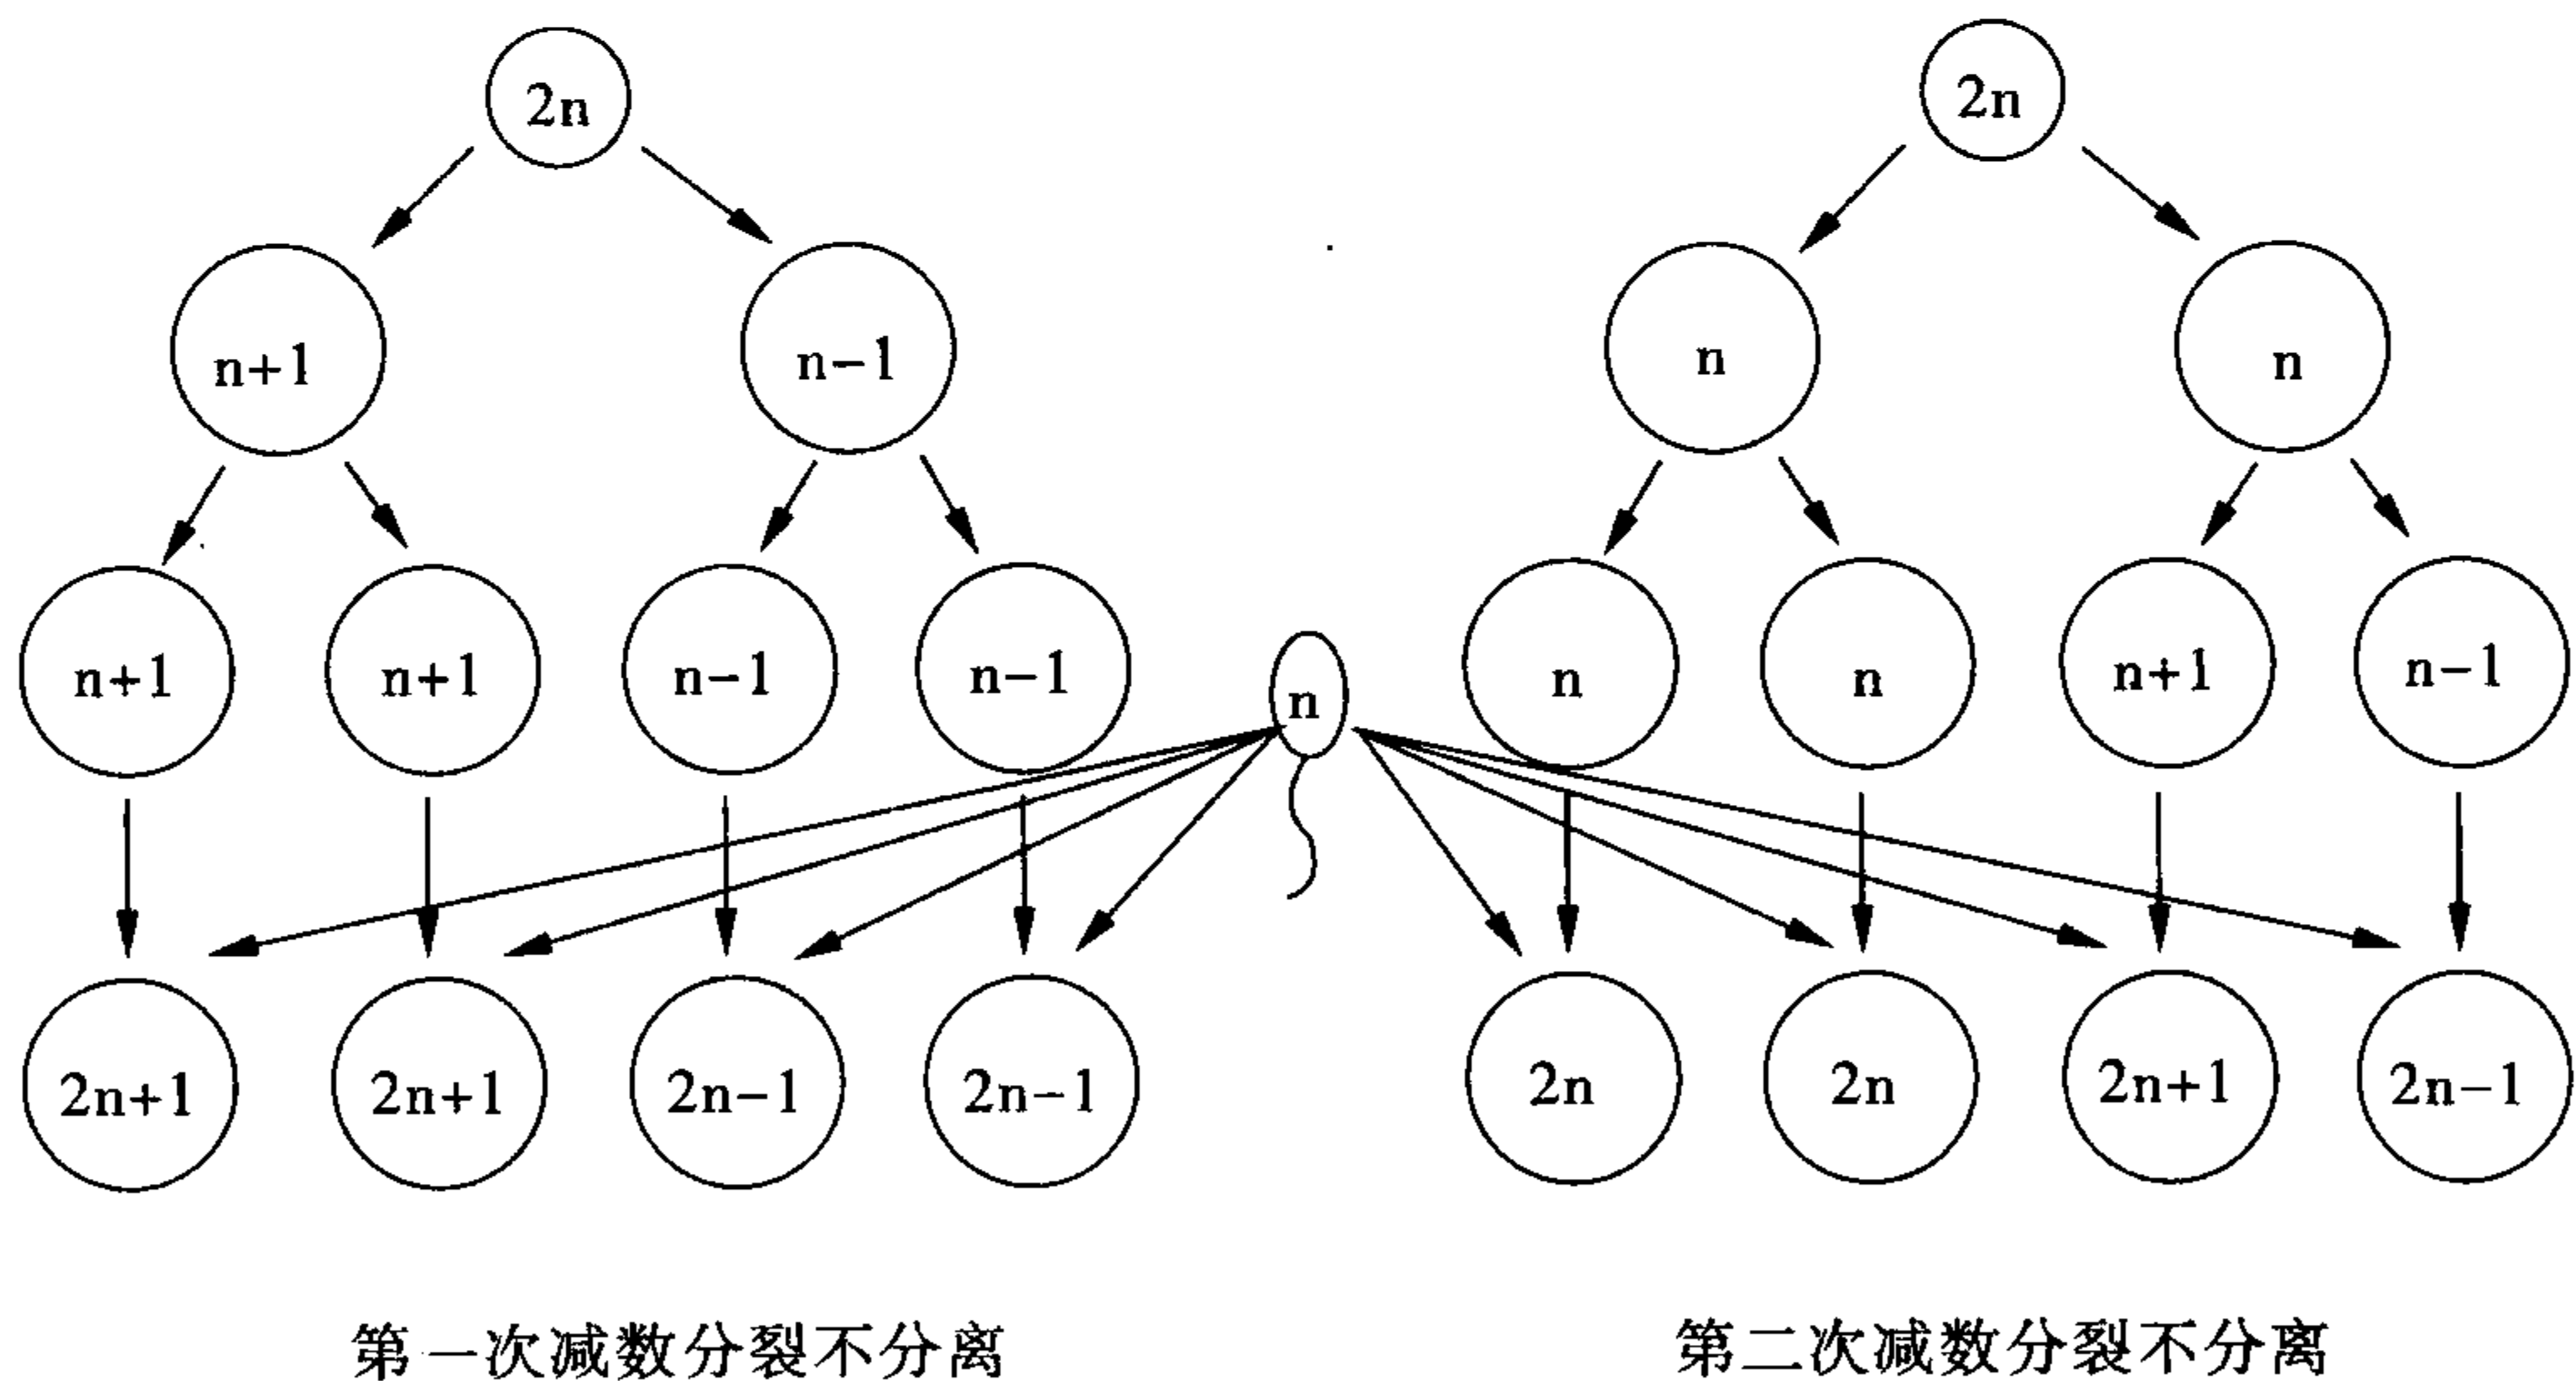 2n 2n
n+1 n-1 n n
n+1 n+1 n-1 n-1 n n n n+1 n-1
2n+1 2n+1 2n-1 2n-1 2n 2n 2n+1 2n-1
第一次减数分裂不分离 第二次减数分裂不分离